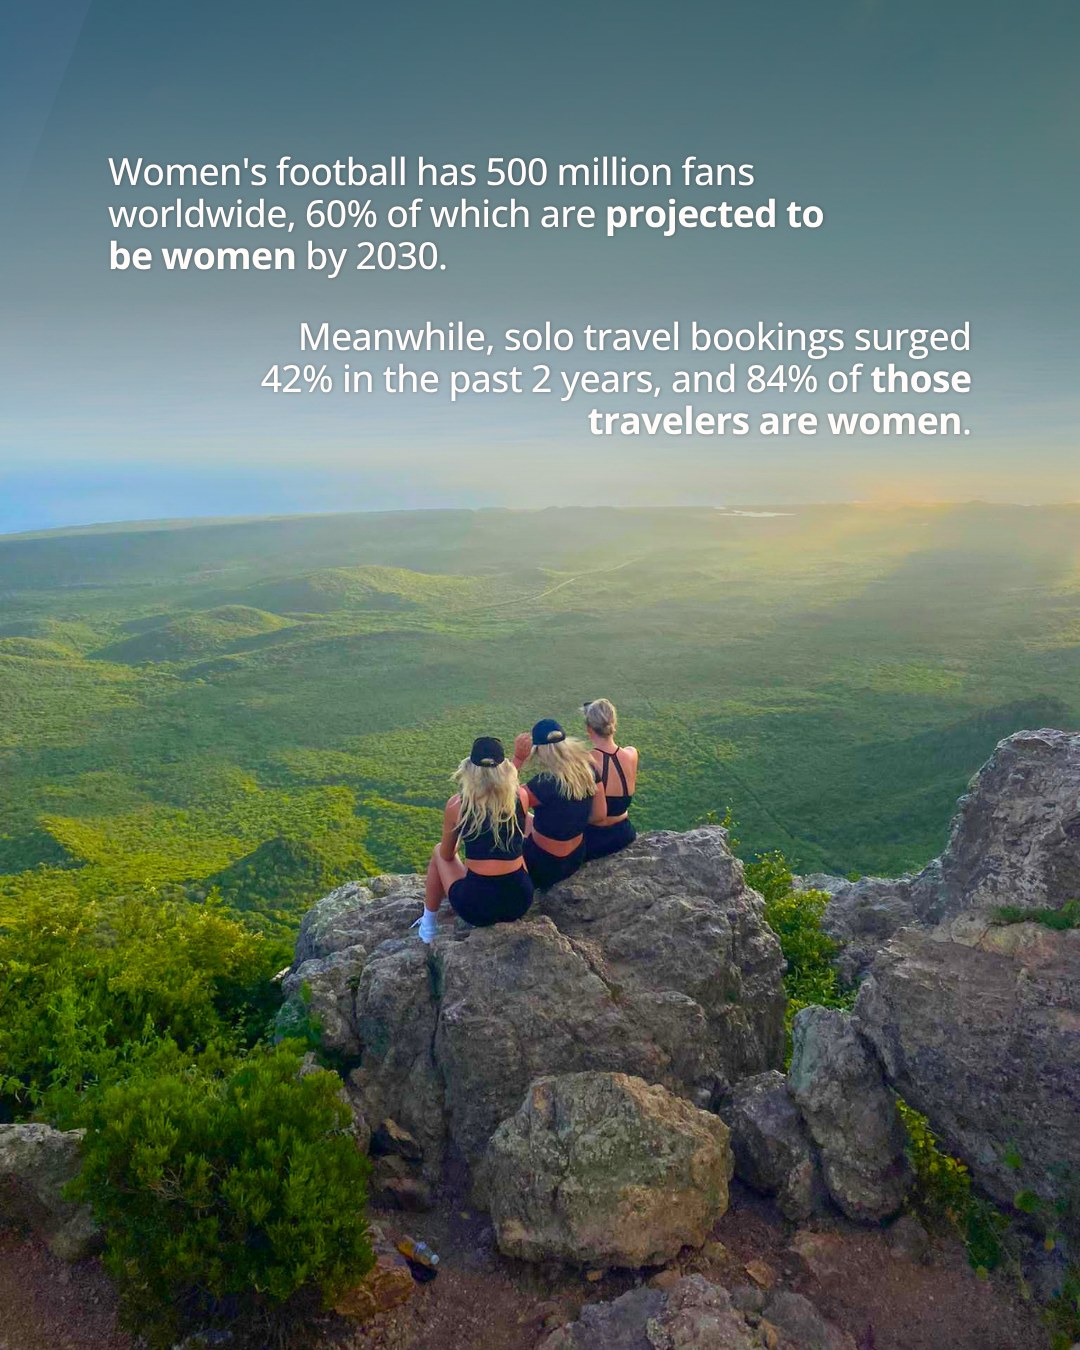 Women's football has 500 million fans
worldwide, 60% of which are projected to
be women by 2030.
Meanwhile, solo travel bookings surged
42% in the past 2 years, and 84% of those
travelers are women.